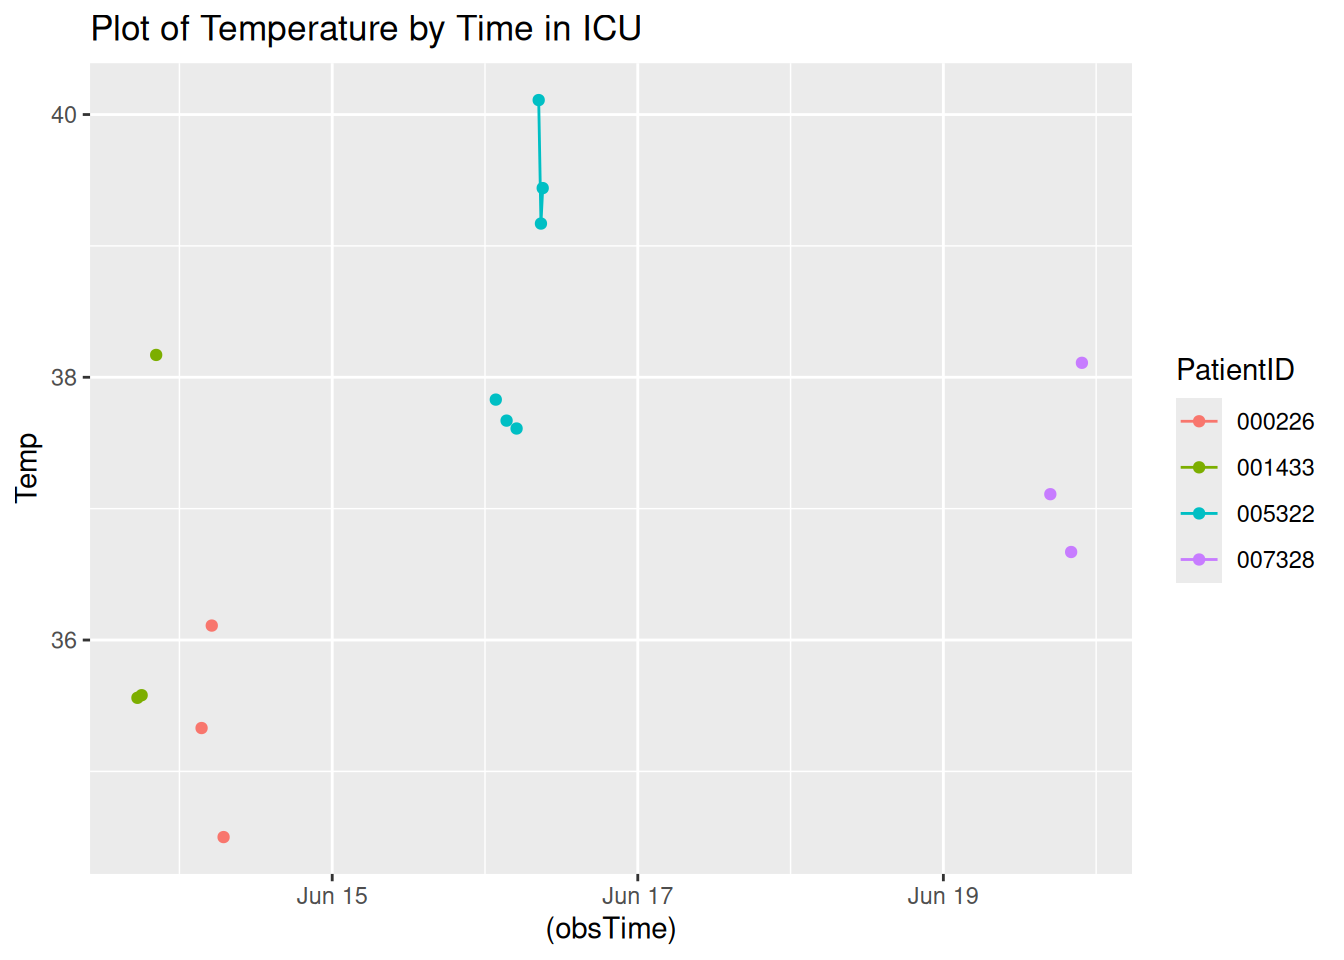 Plot of Temperature by Time in ICU
40
38
36
Temp
Jun 15
Jun 17
Jun 19
(obsTime)
PatientID
000226
001433
005322
007328